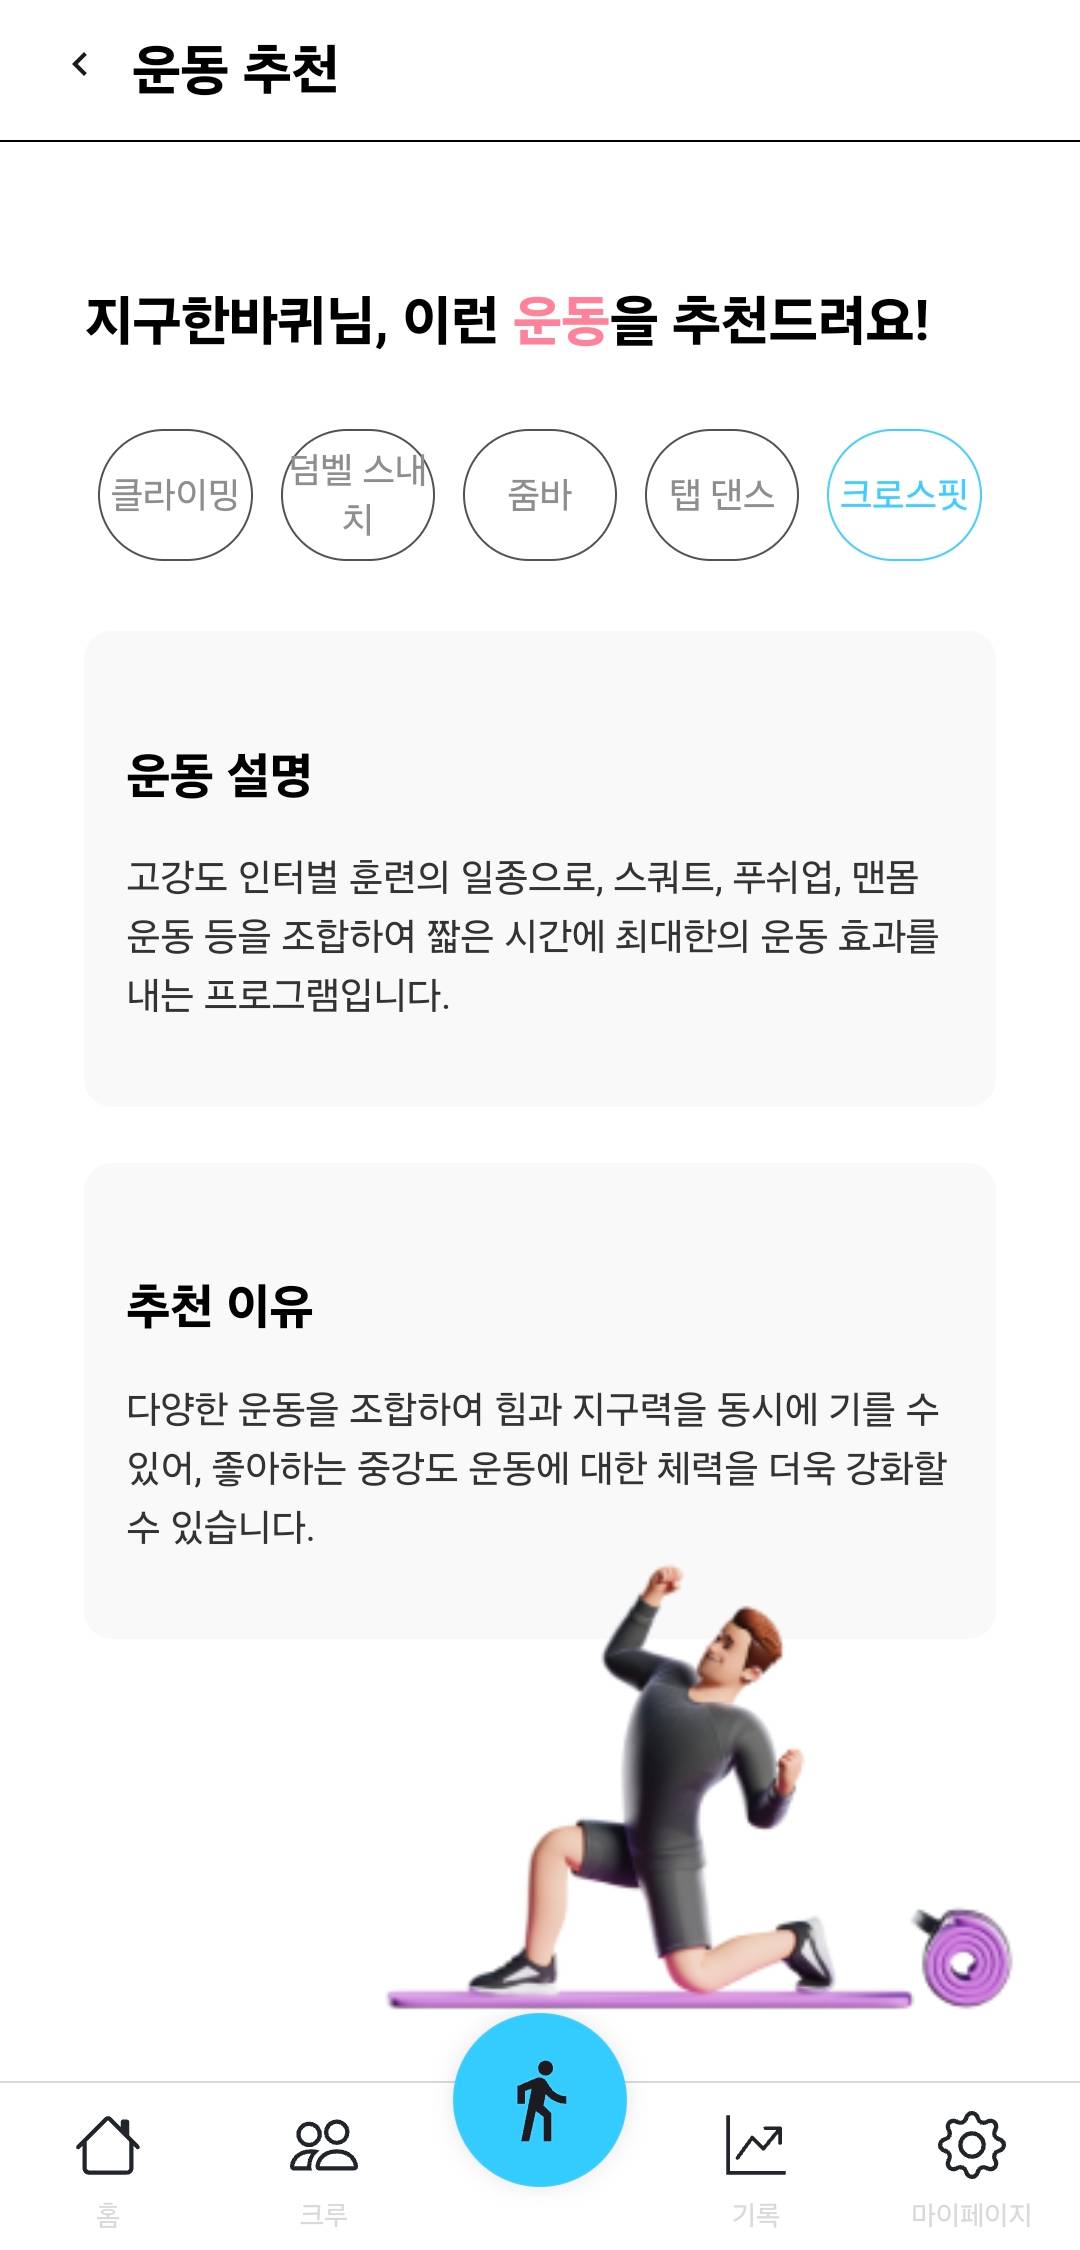 운동 추천
지구한바퀴님, 이런 운동을 추천드려요!
클라이밍
덤벨 스내
치
줌바
탭 댄스
크로스핏
운동 설명
고강도 인터벌 훈련의 일종으로, 스쿼트, 푸쉬업, 맨몸
운동 등을 조합하여 짧은 시간에 최대한의 운동 효과를
내는 프로그램입니다.
추천 이유
다양한 운동을 조합하여 힘과 지구력을 동시에 기를 수
있어, 좋아하는 중강도 운동에 대한 체력을 더욱 강화할
수 있습니다.
홈
크루
기록
마이페이지